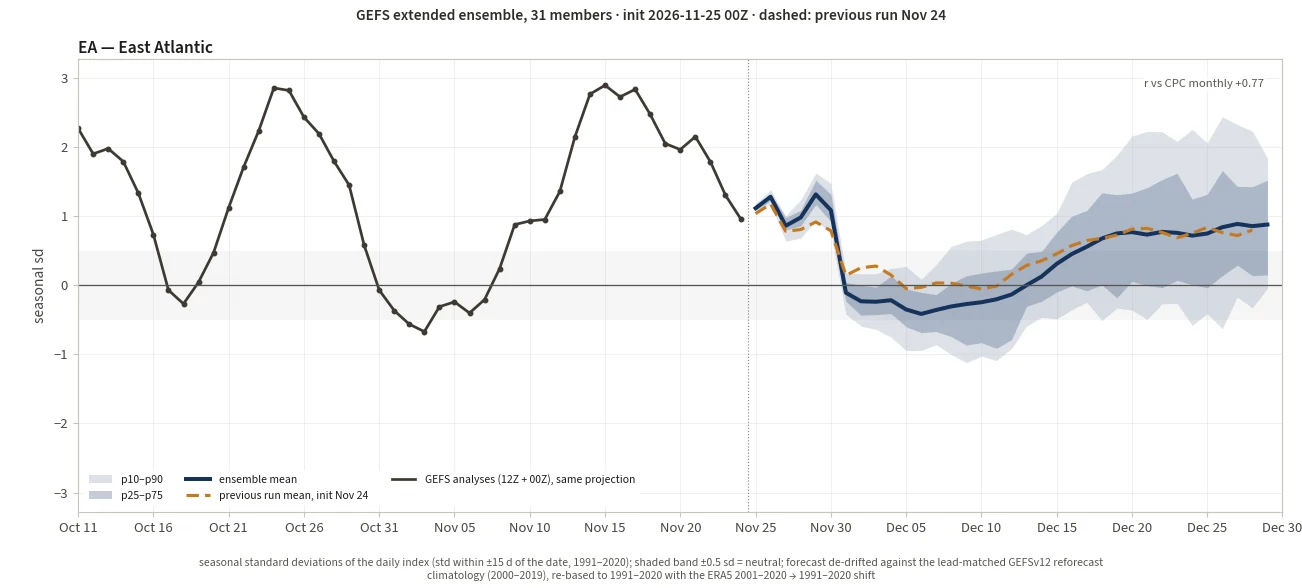 GEFS extended ensemble, 31 members · init 2026-11-25 00Z · dashed: previous run Nov 24
EA — East Atlantic
r vs CPC monthly +0.77
seasonal sd
3
2
1
0
−1
−2
−3
p10–p90
ensemble mean
GEFS analyses (12Z + 00Z), same projection
p25–p75
previous run mean, init Nov 24
Oct 11 Oct 16 Oct 21 Oct 26 Oct 31 Nov 05 Nov 10 Nov 15 Nov 20 Nov 25 Nov 30 Dec 05 Dec 10 Dec 15 Dec 20 Dec 25 Dec 30
seasonal standard deviations of the daily index (std within ±15 d of the date, 1991–2020); shaded band ±0.5 sd = neutral; forecast de-drifted against the lead-matched GEFSv12 reforecast
climatology (2000–2019), re-based to 1991–2020 with the ERA5 2001–2020 → 1991–2020 shift